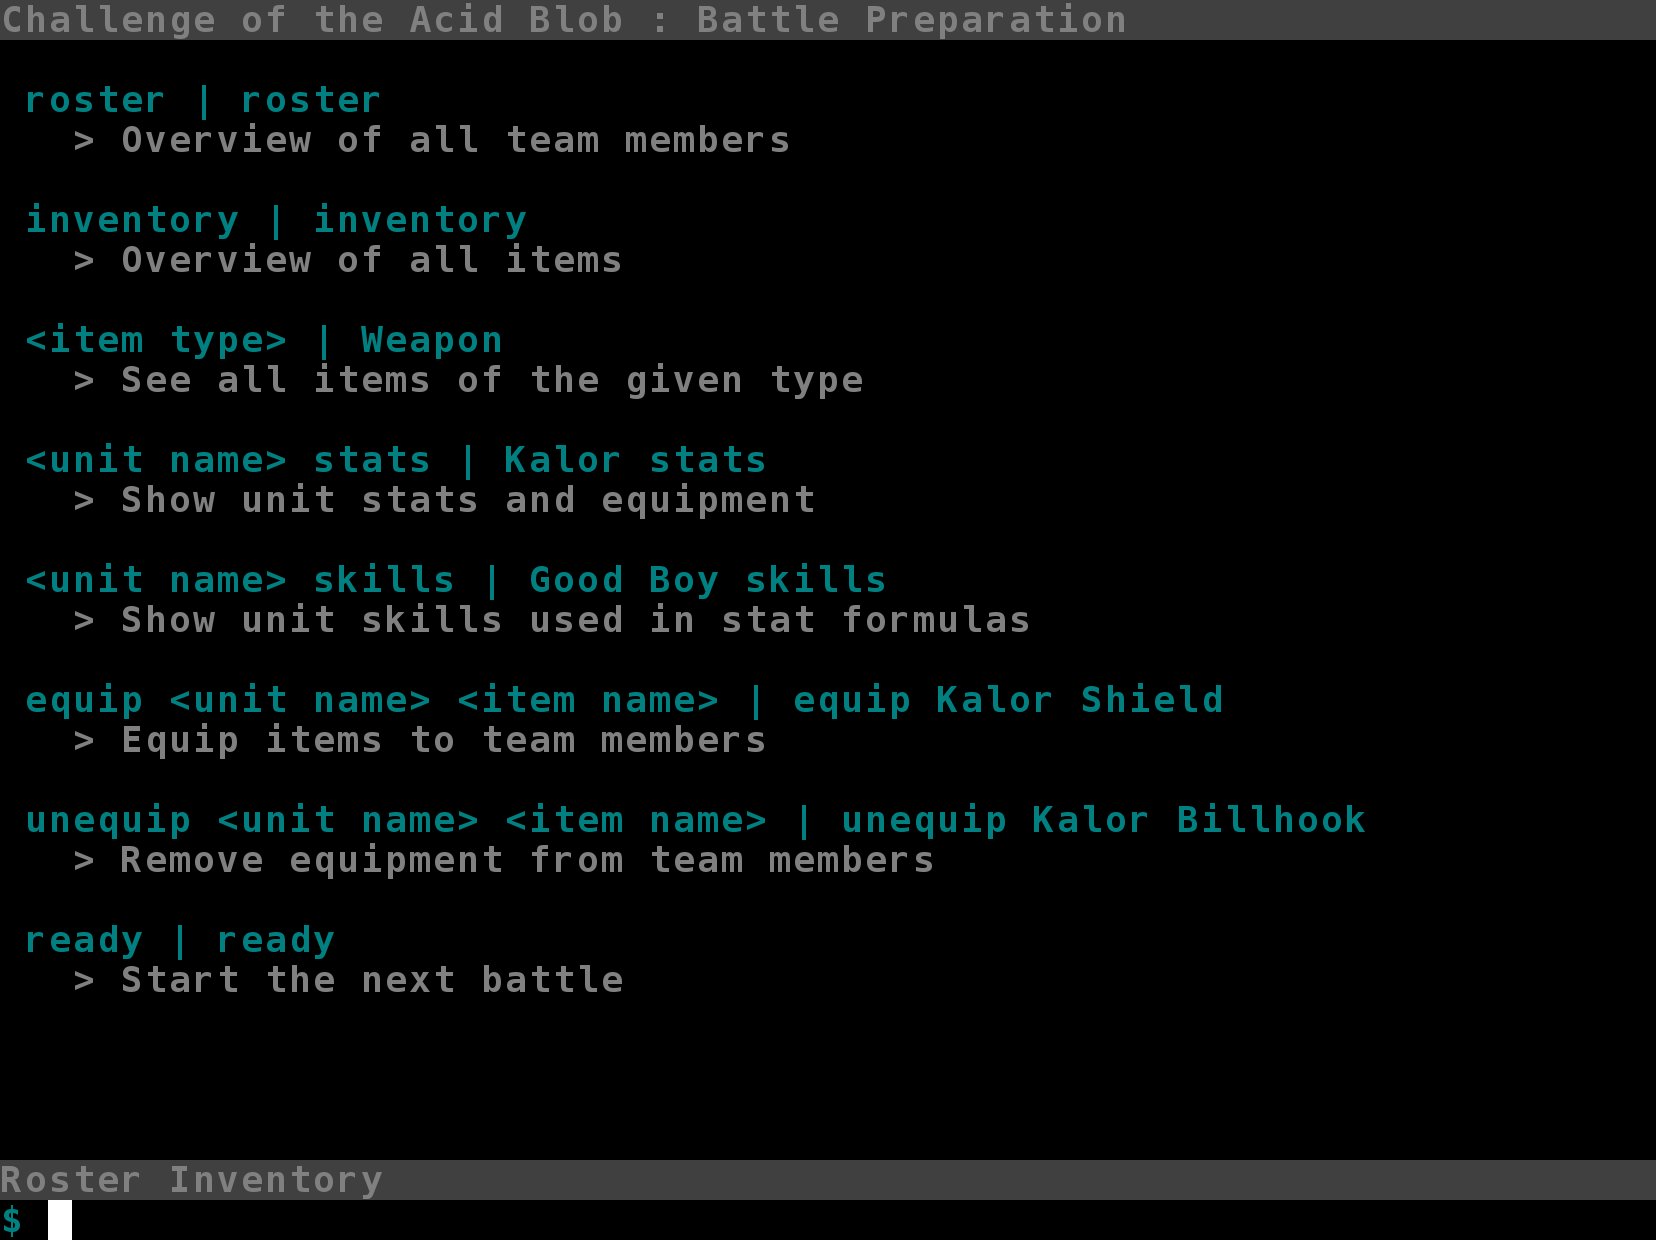 Challenge of the Acid Blob : Battle Preparation
roster | roster
> Overview of all team members
inventory | inventory
> Overview of all items
<item type> | Weapon
> See all items of the given type
<unit name> stats | Kalor stats
> Show unit stats and equipment
<unit name> skills | Good Boy skills
> Show unit skills used in stat formulas
equip <unit name> <item name> | equip Kalor Shield
> Equip items to team members
unequip <unit name> <item name> | unequip Kalor Billhook
> Remove equipment from team members
ready | ready
> Start the next battle
Roster Inventory
$